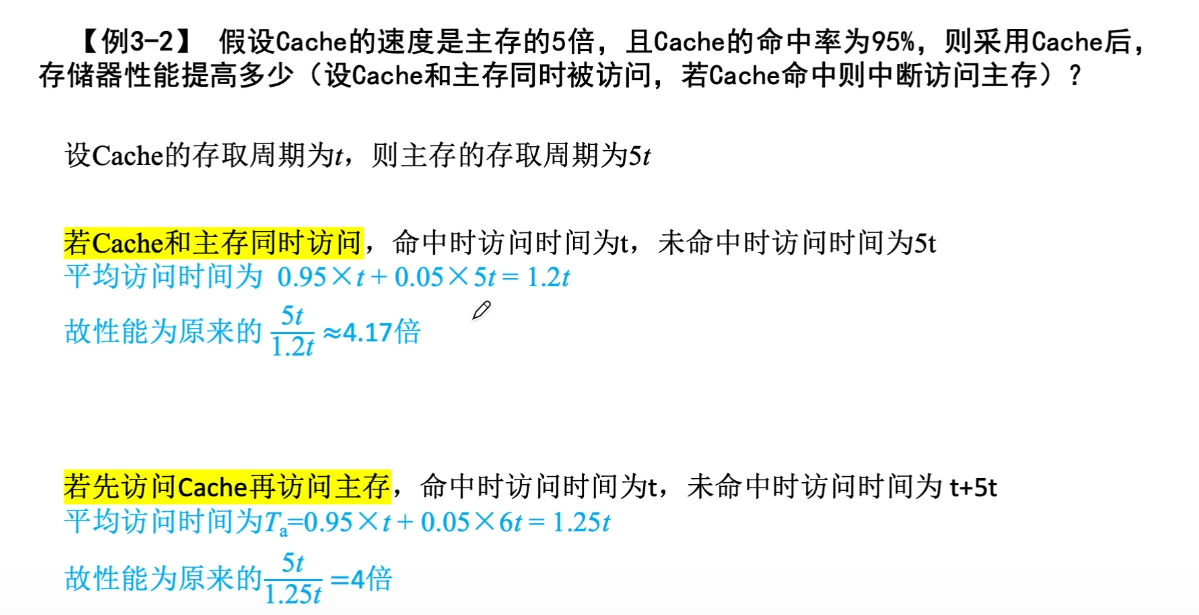 【例3-2】 假设Cache的速度是主存的5倍，且Cache的命中率为95%，则采用Cache后，
存储器性能提高多少（设Cache和主存同时被访问，若Cache命中则中断访问主存）？
设Cache的存取周期为t，则主存的存取周期为5t
若Cache和主存同时访问，命中时访问时间为t，未命中时访问时间为5t
平均访问时间为 0.95×t + 0.05×5t = 1.2t
故性能为原来的 5t/1.2t ≈4.17倍
若先访问Cache再访问主存，命中时访问时间为t，未命中时访问时间为 t+5t
平均访问时间为Ta=0.95×t + 0.05×6t = 1.25t
故性能为原来的 5t/1.25t =4倍